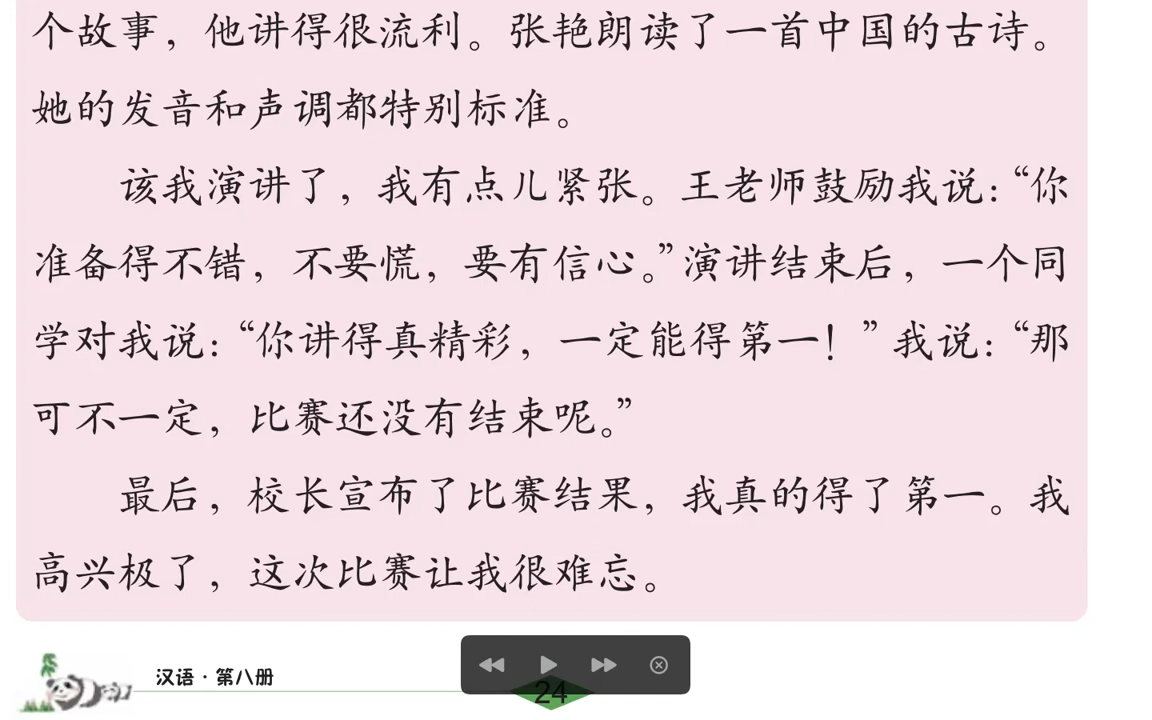 个故事，他讲得很流利。张艳朗读了一首中国的古诗。
她的发音和声调都特别标准。
该我演讲了，我有点儿紧张。王老师鼓励我说：“你
准备得不错，不要慌，要有信心。”演讲结束后，一个同
学对我说：“你讲得真精彩，一定能得第一！”我说：“那
可不一定，比赛还没有结束呢。”
最后，校长宣布了比赛结果，我真的得了第一。我
高兴极了，这次比赛让我很难忘。
汉语·第八册
24